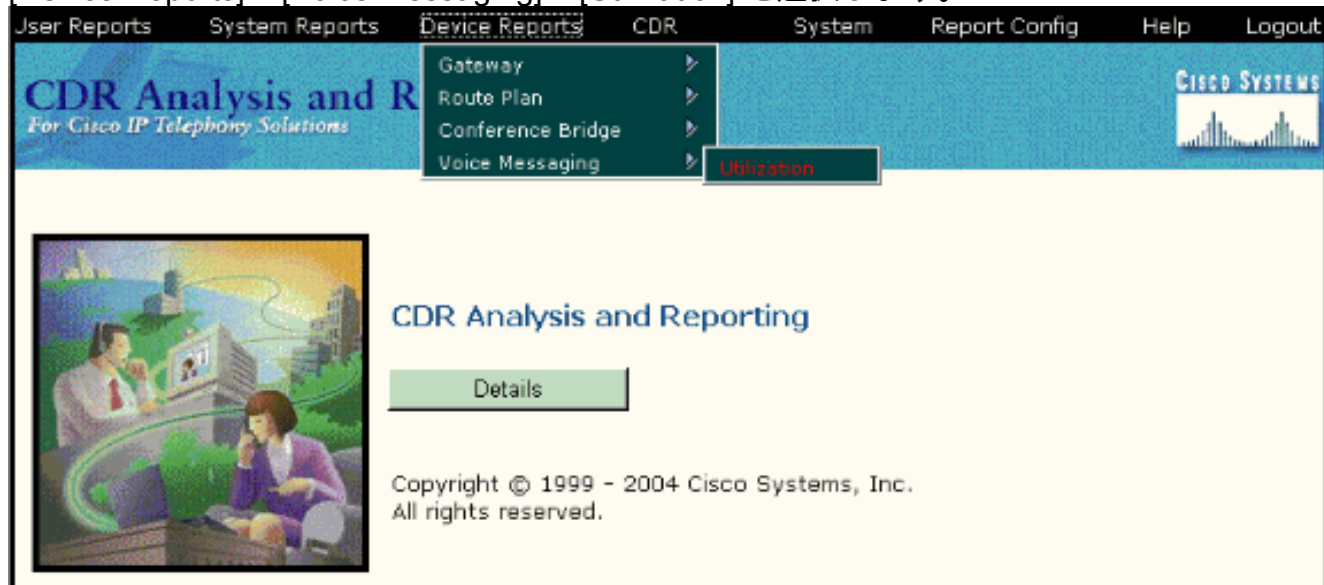 User Reports System Reports Device Reports CDR System Report Config Help Logout
CDR Analysis and R
For Cisco IP Telephony Solutions
Gateway
Route Plan
Conference Bridge
Voice Messaging
Utilization
CISCO SYSTEMS
CDR Analysis and Reporting
Details
Copyright © 1999 - 2004 Cisco Systems, Inc.
All rights reserved.